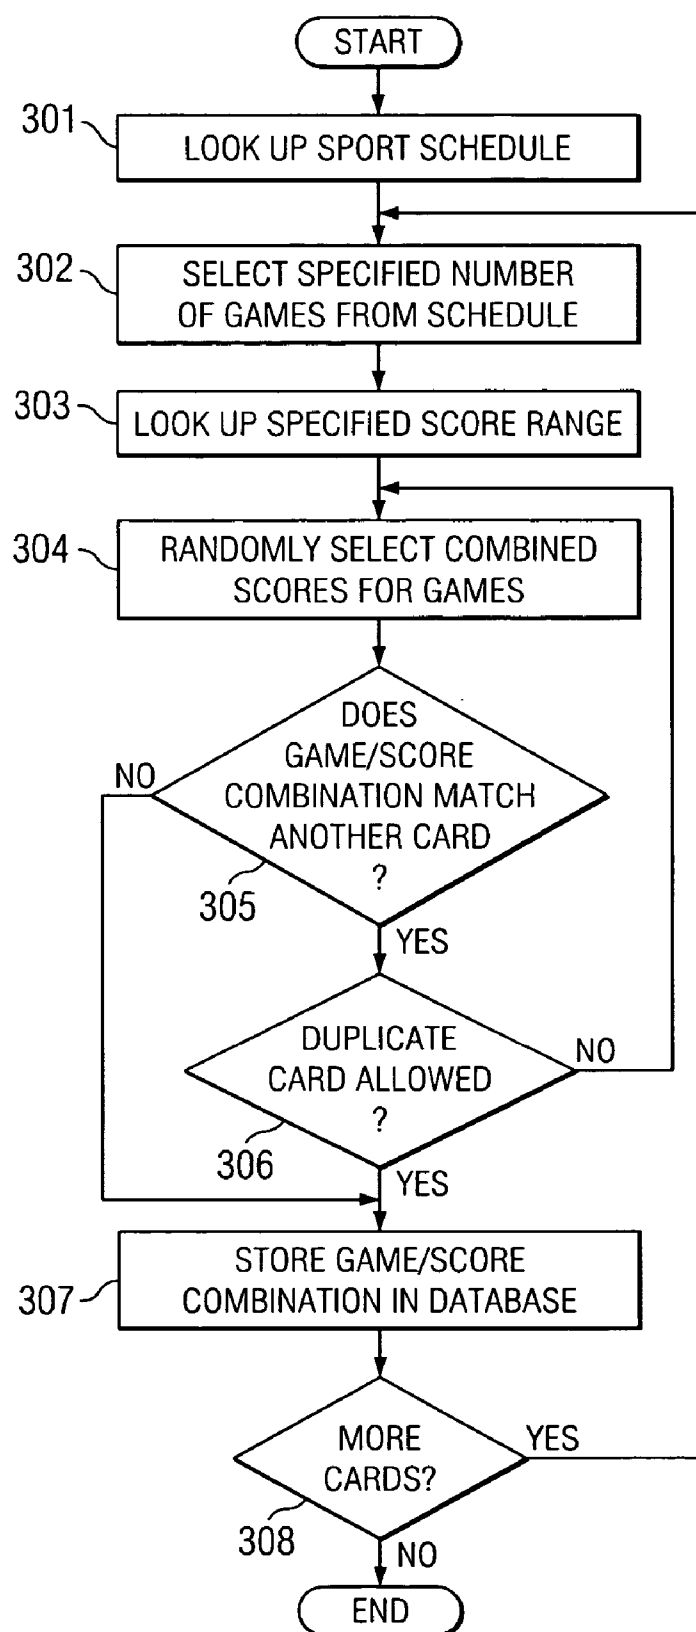 START
301
LOOK UP SPORT SCHEDULE
302
SELECT SPECIFIED NUMBER
OF GAMES FROM SCHEDULE
303
LOOK UP SPECIFIED SCORE RANGE
304
RANDOMLY SELECT COMBINED
SCORES FOR GAMES
DOES
GAME/SCORE
COMBINATION MATCH
ANOTHER CARD
?
NO
305
YES
DUPLICATE
CARD ALLOWED
?
NO
306
YES
STORE GAME/SCORE
COMBINATION IN DATABASE
307
MORE
CARDS?
YES
308
NO
END